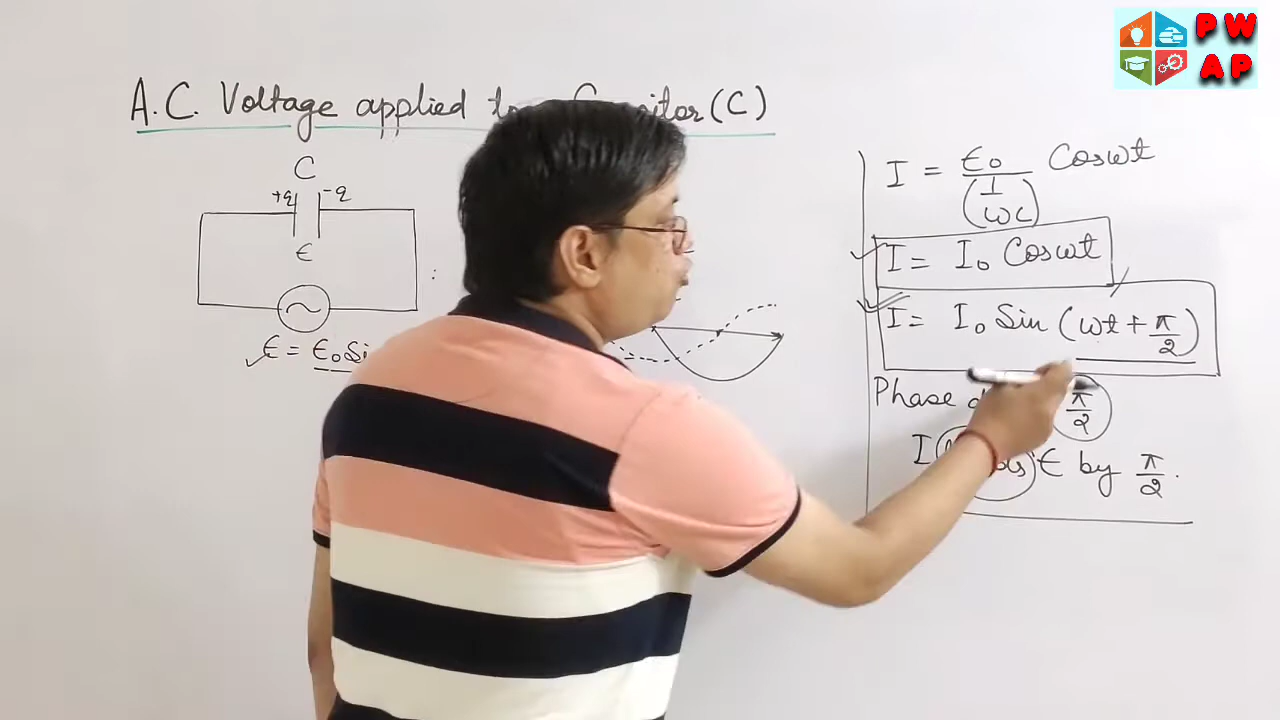 PW
AP
A.C. Voltage applied (C)
C
+q -q
ϵ
ϵ = ϵ₀
I = ϵ₀/(1/ωC) Cosωt
I = I₀ Cosωt
I = I₀ Sin (ωt + π/2)
Phase π/2
I ϵ by π/2.